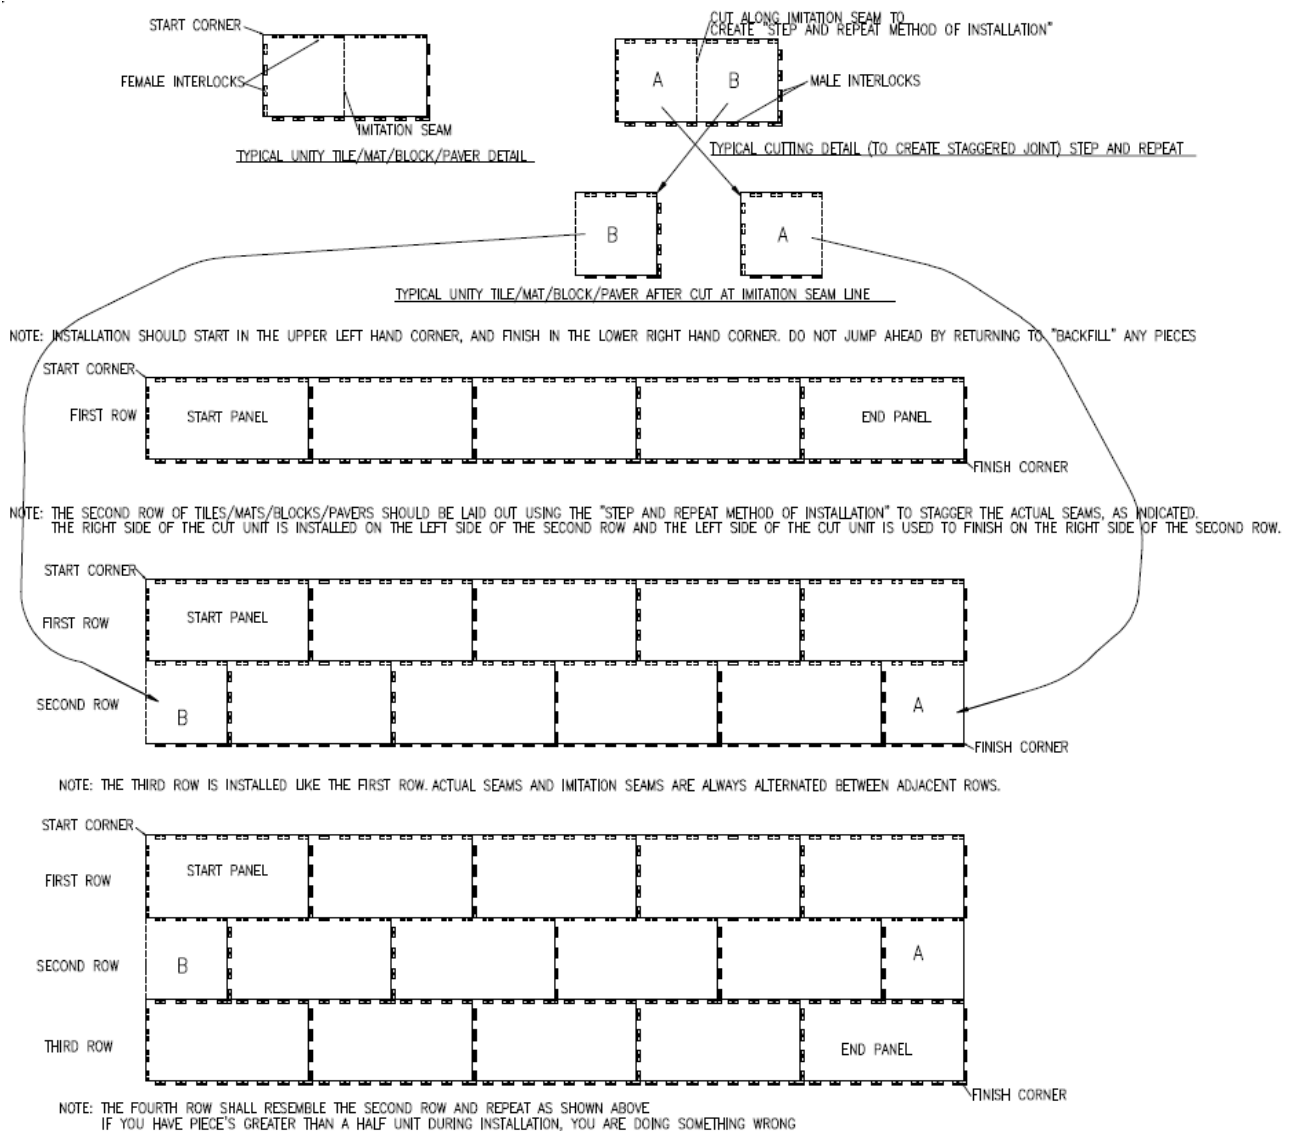 START CORNER
FEMALE INTERLOCKS
IMITATION SEAM
TYPICAL UNITY TILE/MAT/BLOCK/PAVER DETAIL
CUT ALONG IMITATION SEAM TO
CREATE "STEP AND REPEAT METHOD OF INSTALLATION"
A
B
MALE INTERLOCKS
TYPICAL CUTTING DETAIL (TO CREATE STAGGERED JOINT) STEP AND REPEAT
B
A
TYPICAL UNITY TILE/MAT/BLOCK/PAVER AFTER CUT AT IMITATION SEAM LINE
NOTE: INSTALLATION SHOULD START IN THE UPPER LEFT HAND CORNER, AND FINISH IN THE LOWER RIGHT HAND CORNER. DO NOT JUMP AHEAD BY RETURNING TO "BACKFILL" ANY PIECES
START CORNER
FIRST ROW
START PANEL
END PANEL
FINISH CORNER
NOTE: THE SECOND ROW OF TILES/MATS/BLOCKS/PAVERS SHOULD BE LAID OUT USING THE "STEP AND REPEAT METHOD OF INSTALLATION" TO STAGGER THE ACTUAL SEAMS, AS INDICATED.
THE RIGHT SIDE OF THE CUT UNIT IS INSTALLED ON THE LEFT SIDE OF THE SECOND ROW AND THE LEFT SIDE OF THE CUT UNIT IS USED TO FINISH ON THE RIGHT SIDE OF THE SECOND ROW.
START CORNER
FIRST ROW
START PANEL
SECOND ROW
B
A
FINISH CORNER
NOTE: THE THIRD ROW IS INSTALLED LIKE THE FIRST ROW. ACTUAL SEAMS AND IMITATION SEAMS ARE ALWAYS ALTERNATED BETWEEN ADJACENT ROWS.
START CORNER
FIRST ROW
START PANEL
SECOND ROW
B
A
THIRD ROW
END PANEL
FINISH CORNER
NOTE: THE FOURTH ROW SHALL RESEMBLE THE SECOND ROW AND REPEAT AS SHOWN ABOVE
IF YOU HAVE PIECE'S GREATER THAN A HALF UNIT DURING INSTALLATION, YOU ARE DOING SOMETHING WRONG